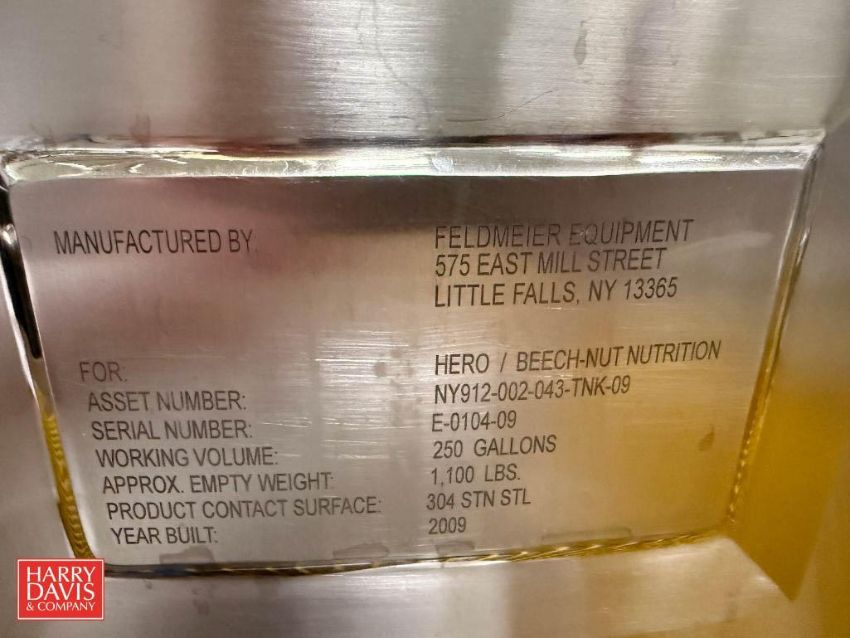 MANUFACTURED BY: FELDMEIER EQUIPMENT
575 EAST MILL STREET
LITTLE FALLS, NY 13365
FOR: HERO / BEECH-NUT NUTRITION
ASSET NUMBER: NY912-002-043-TNK-09
SERIAL NUMBER: E-0104-09
WORKING VOLUME: 250 GALLONS
APPROX. EMPTY WEIGHT: 1,100 LBS.
PRODUCT CONTACT SURFACE: 304 STN STL
YEAR BUILT: 2009
HARRY
DAVIS
& COMPANY